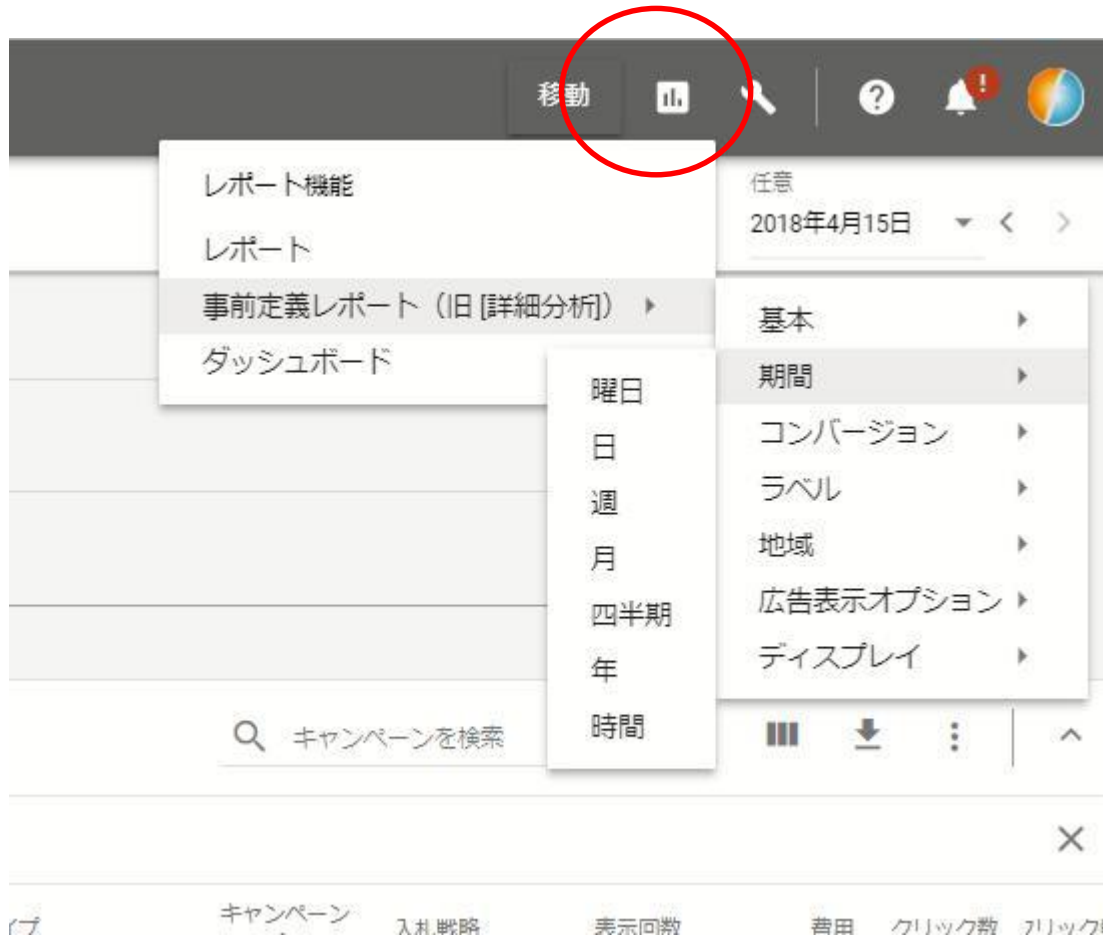 移動
!
レポート機能
レポート
事前定義レポート（旧 [詳細分析]）
ダッシュボード
任意
2018年4月15日
基本
期間
コンバージョン
ラベル
地域
広告表示オプション
ディスプレイ
曜日
日
週
月
四半期
年
時間
キャンペーンを検索
キャンペーン
入札戦略
表示回数
費用
クリック数